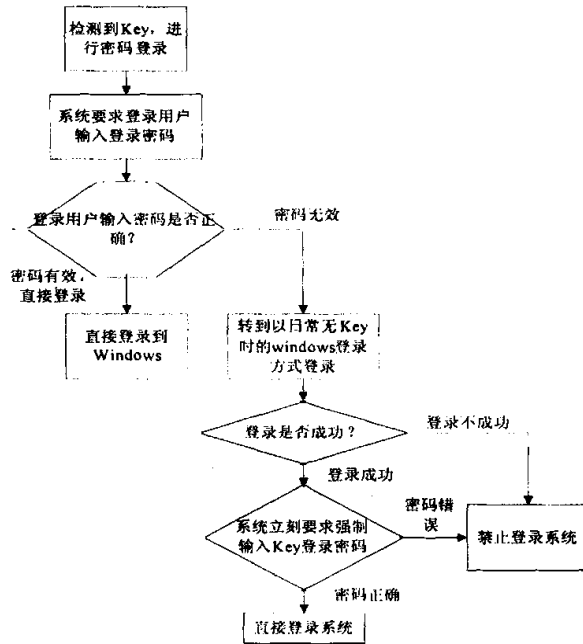 检测到Key，进
行密码登录
系统要求登录用户
输入登录密码
登录用户输入密码是否正
确？
密码无效
密码有效，
直接登录
直接登录到
Windows
转到以日常无Key
时的windows登录
方式登录
登录是否成功？
登录不成功
登录成功
系统立刻要求强制
输入Key登录密码
密码错
误
禁止登录系统
密码正确
直接登录系统